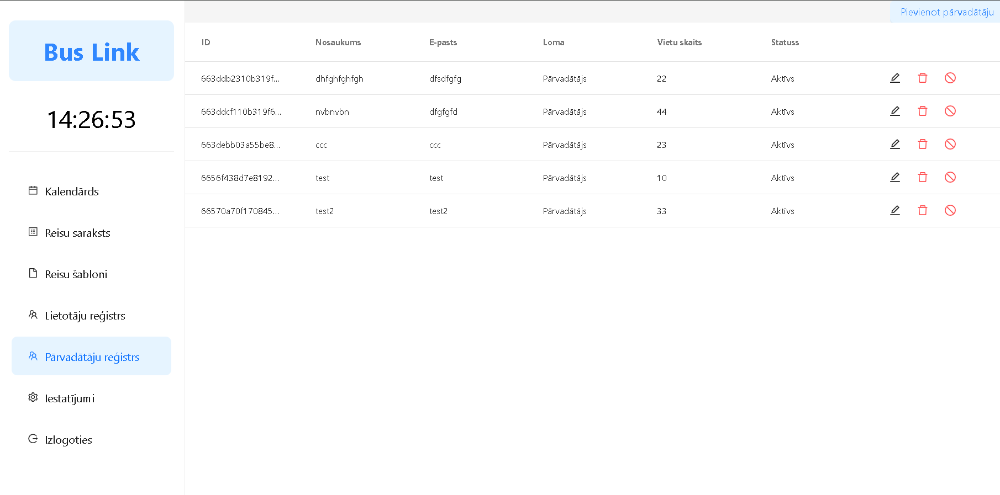 Bus Link
14:26:53
Kalendārds
Reisu saraksts
Reisu šabloni
Lietotāju reģistrs
Pārvadātāju reģistrs
Iestatījumi
Izlogoties
Pievienot pārvadātāju
ID Nosaukums E-pasts Loma Vietu skaits Statuss
663ddb2310b319f... dhfghfghfgh dfsdfgfg Pārvadātājs 22 Aktīvs
663ddcf110b319f6... nvbnvbn dfgfgfd Pārvadātājs 44 Aktīvs
663debb03a55be8... ccc ccc Pārvadātājs 23 Aktīvs
6656f438d7e8192... test test Pārvadātājs 10 Aktīvs
66570a70f170845... test2 test2 Pārvadātājs 33 Aktīvs